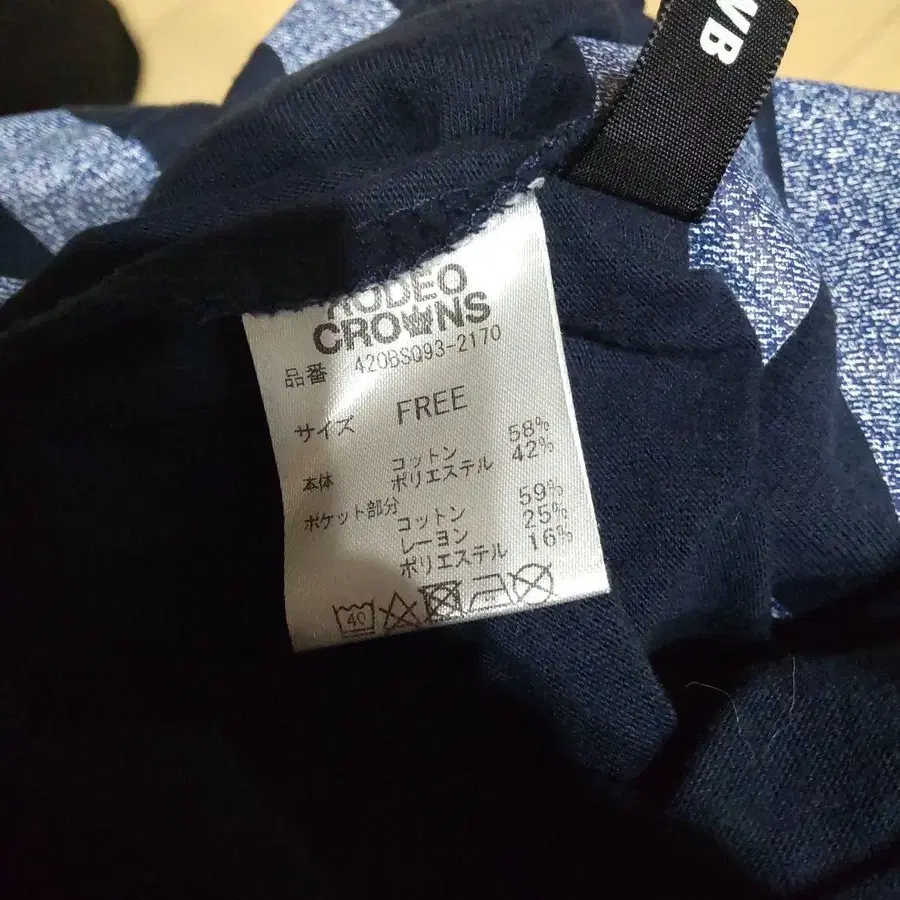 WB
RODEO
CROWNS
品番 420BSQ93-2170
サイズ FREE
本体 コットン 58%
ポリエステル 42%
ポケット部分
コットン 59%
レーヨン 25%
ポリエステル 16%
40